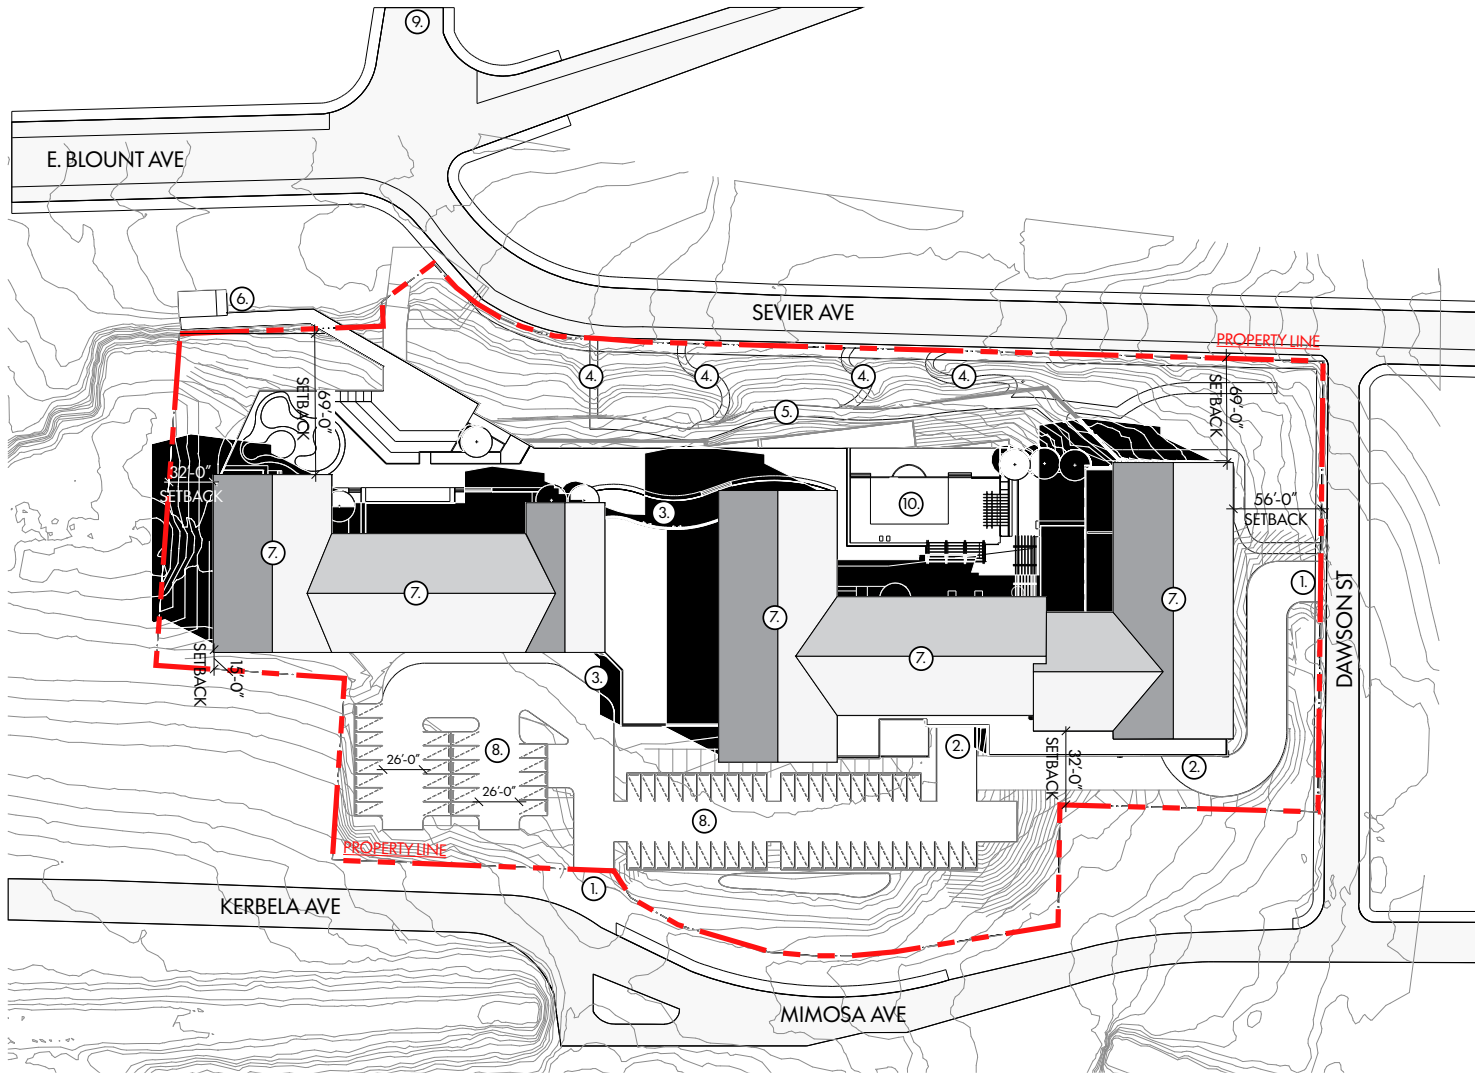 9.
E. BLOUNT AVE
6.
SEVIER AVE
PROPERTY LINE
4.
4.
4.
4.
69'-0"
SETBACK
69'-0"
SETBACK
5.
32'-0"
SETBACK
3.
10.
56'-0"
SETBACK
7.
7.
7.
7.
7.
1.
DAWSON ST
15'-0"
SETBACK
3.
8.
26'-0"
26'-0"
2.
32'-0"
SETBACK
2.
8.
PROPERTY LINE
1.
KERBELA AVE
MIMOSA AVE